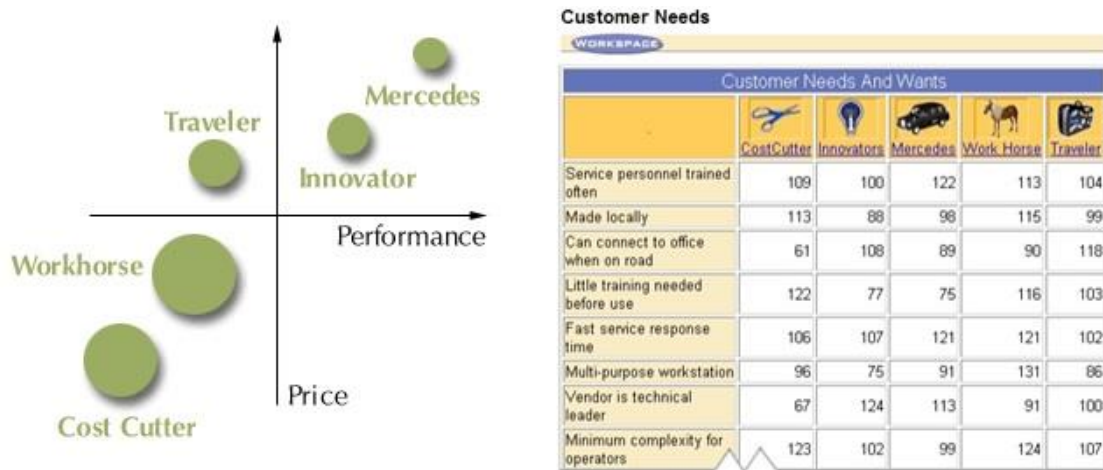 Mercedes
Traveler
Innovator
Performance
Workhorse
Price
Cost Cutter
Customer Needs
WORKSPACE
Customer Needs And Wants
CostCutter Innovators Mercedes Work Horse Traveler
Service personnel trained
often 109 100 122 113 104
Made locally 113 88 98 115 99
Can connect to office
when on road 61 108 89 90 118
Little training needed
before use 122 77 75 116 103
Fast service response
time 106 107 121 121 102
Multi-purpose workstation 96 75 91 131 86
Vendor is technical
leader 67 124 113 91 100
Minimum complexity for
operators 123 102 99 124 107